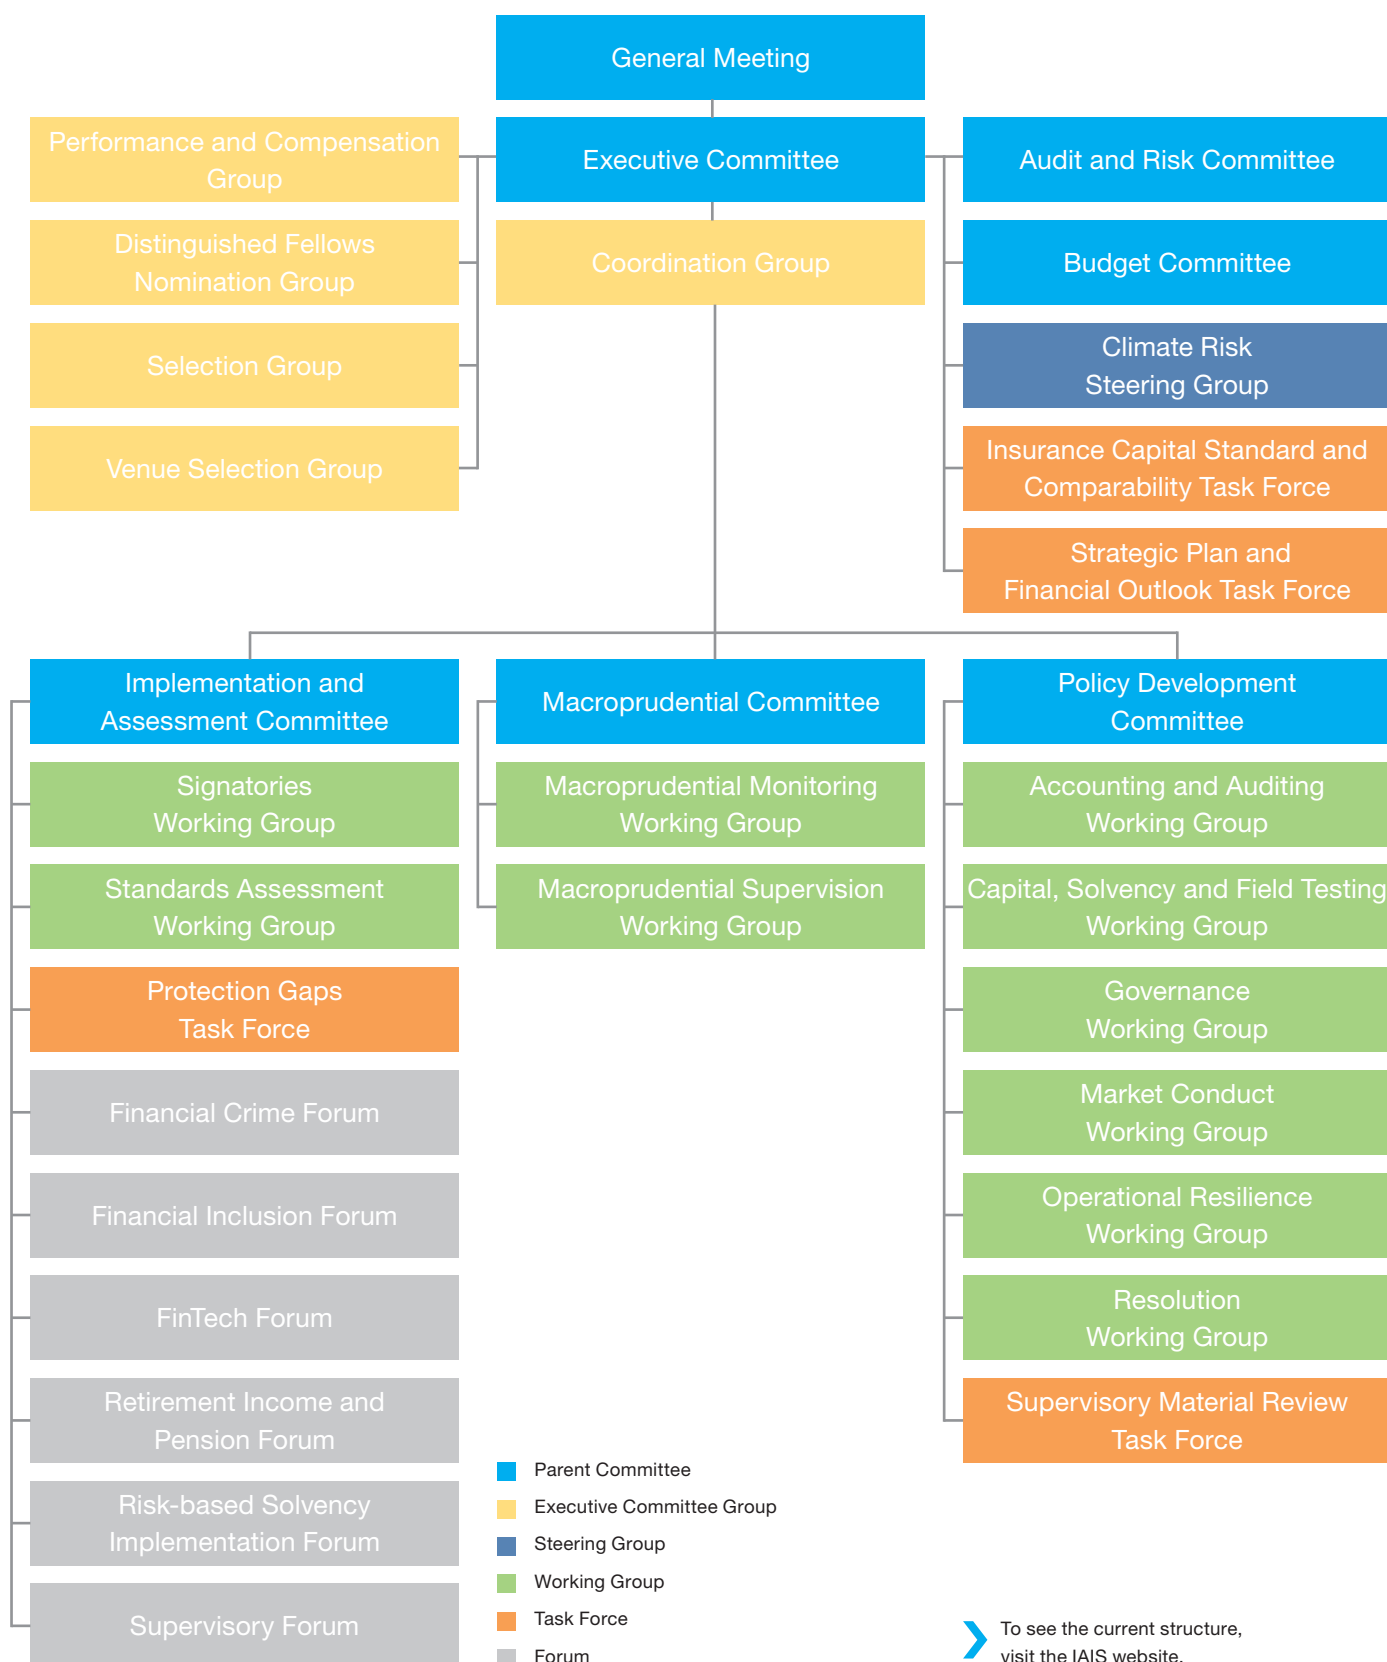 General Meeting
Performance and Compensation
Group
Executive Committee
Audit and Risk Committee
Distinguished Fellows
Nomination Group
Coordination Group
Budget Committee
Selection Group
Climate Risk
Steering Group
Venue Selection Group
Insurance Capital Standard and
Comparability Task Force
Strategic Plan and
Financial Outlook Task Force
Implementation and
Assessment Committee
Macroprudential Committee
Policy Development
Committee
Signatories
Working Group
Macroprudential Monitoring
Working Group
Accounting and Auditing
Working Group
Standards Assessment
Working Group
Macroprudential Supervision
Working Group
Capital, Solvency and Field Testing
Working Group
Protection Gaps
Task Force
Governance
Working Group
Financial Crime Forum
Market Conduct
Working Group
Financial Inclusion Forum
Operational Resilience
Working Group
FinTech Forum
Resolution
Working Group
Retirement Income and
Pension Forum
Supervisory Material Review
Task Force
Risk-based Solvency
Implementation Forum
Supervisory Forum
Parent Committee
Executive Committee Group
Steering Group
Working Group
Task Force
Forum
To see the current structure,
visit the IAIS website.